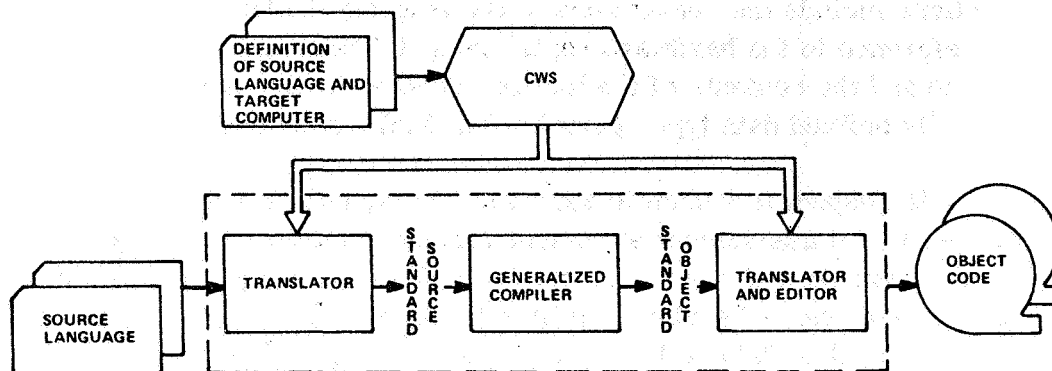 DEFINITION
OF SOURCE
LANGUAGE AND
TARGET
COMPUTER
CWS
TRANSLATOR
STANDARD
SOURCE
GENERALIZED
COMPILER
STANDARD
OBJECT
TRANSLATOR
AND EDITOR
OBJECT
CODE
SOURCE
LANGUAGE